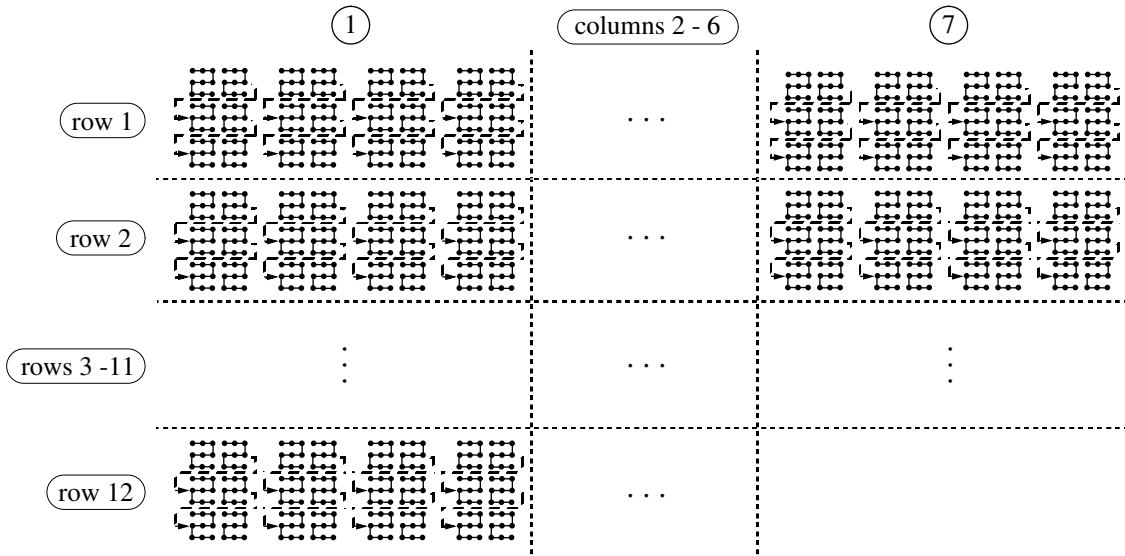 1 columns 2 - 6 7
row 1 . . .
row 2 . . .
rows 3 -11 . . .
row 12 . . .